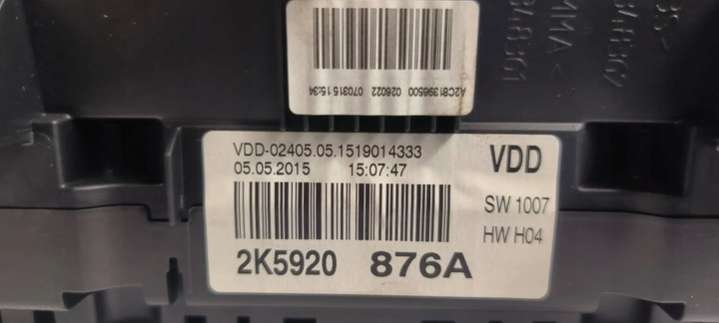 A2C81396500 026022 070315 15:34
VDD-02405.05.1519014333
05.05.2015 15:07:47
VDD
SW 1007
HW H04
2K5920 876A